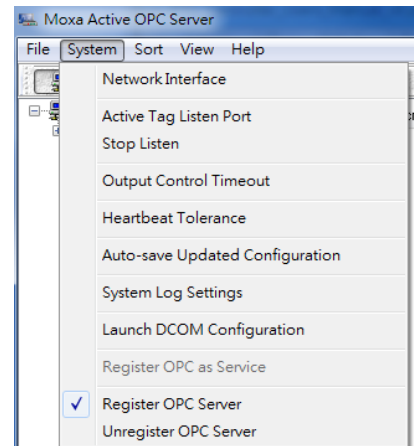 Moxa Active OPC Server
File System Sort View Help
Network Interface
Active Tag Listen Port
Stop Listen
Output Control Timeout
Heartbeat Tolerance
Auto-save Updated Configuration
System Log Settings
Launch DCOM Configuration
Register OPC as Service
Register OPC Server
Unregister OPC Server